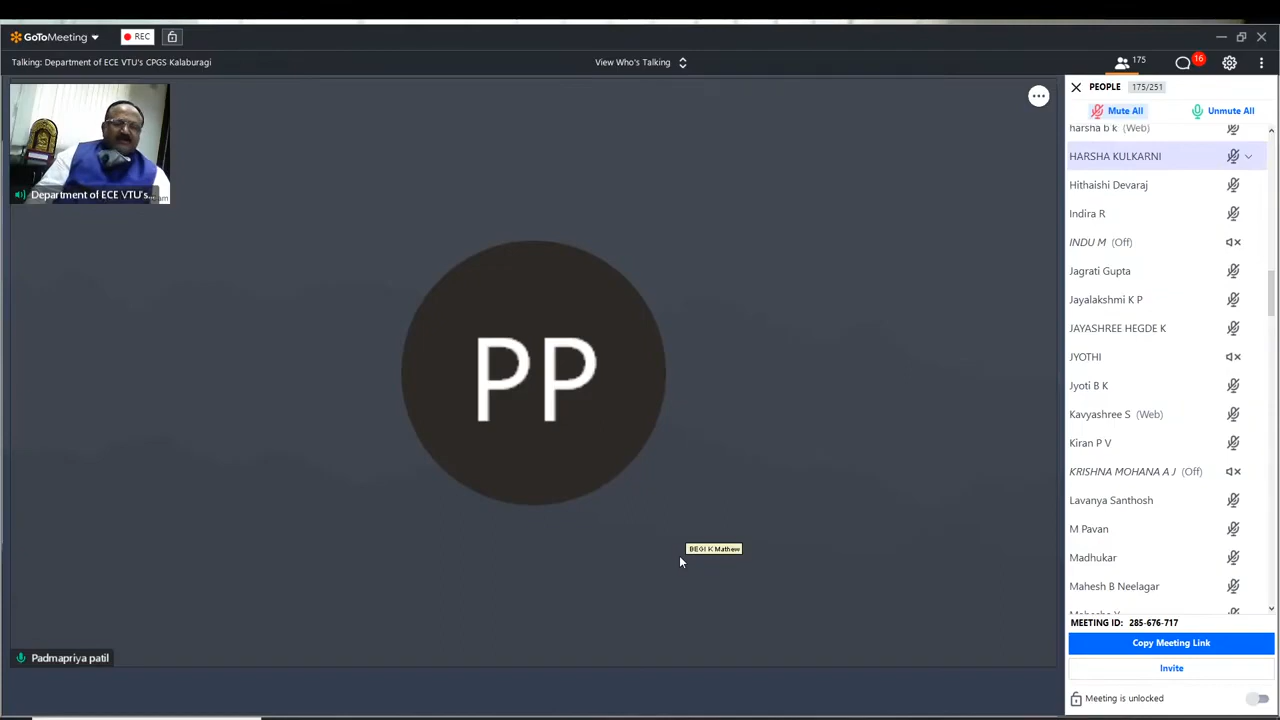 GoToMeeting
REC
Talking: Department of ECE VTU's CPGS Kalaburagi
View Who's Talking
175
16
PEOPLE 175/251
Mute All
Unmute All
harsha b k (Web)
HARSHA KULKARNI
Hithaishi Devaraj
Indira R
INDU M (Off)
Jagrati Gupta
Jayalakshmi K P
JAYASHREE HEGDE K
JYOTHI
Jyoti B K
Kavyashree S (Web)
Kiran P V
KRISHNA MOHANA A J (Off)
Lavanya Santhosh
M Pavan
Madhukar
Mahesh B Neelagar
MEETING ID: 285-676-717
Copy Meeting Link
Invite
Meeting is unlocked
Department of ECE VTU's...
PP
BEGI K Mathew
Padmapriya patil